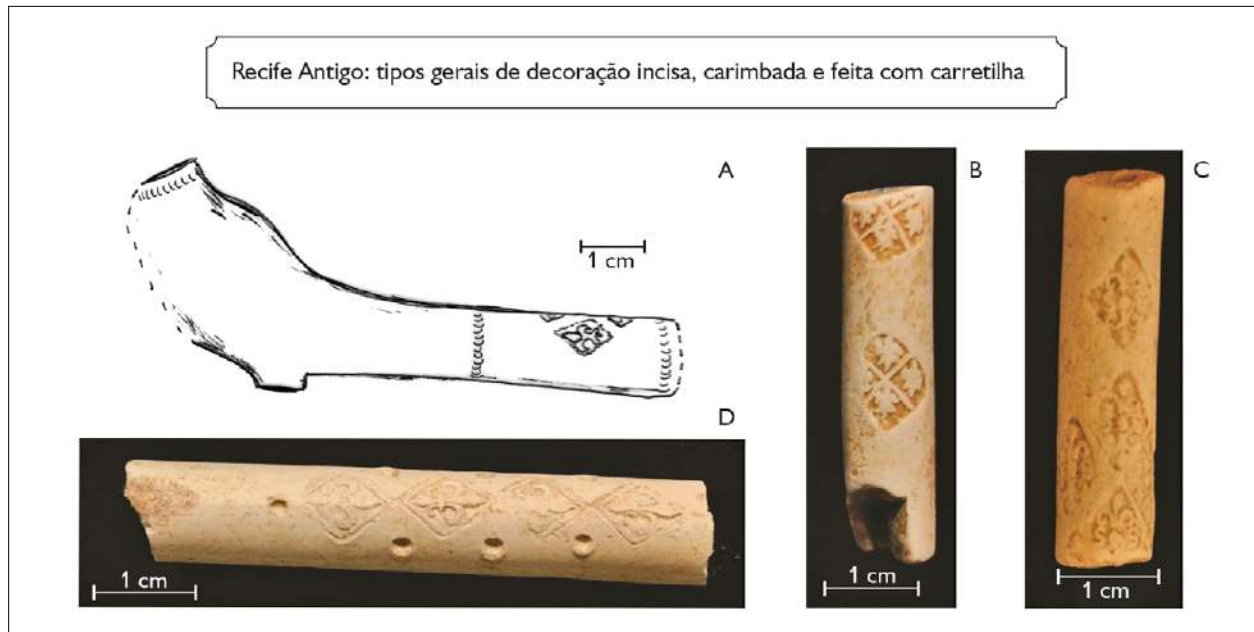 Recife Antigo: tipos gerais de decoração incisa, carimbada e feita com carretilha
A
B
C
1 cm
D
1 cm
1 cm
1 cm